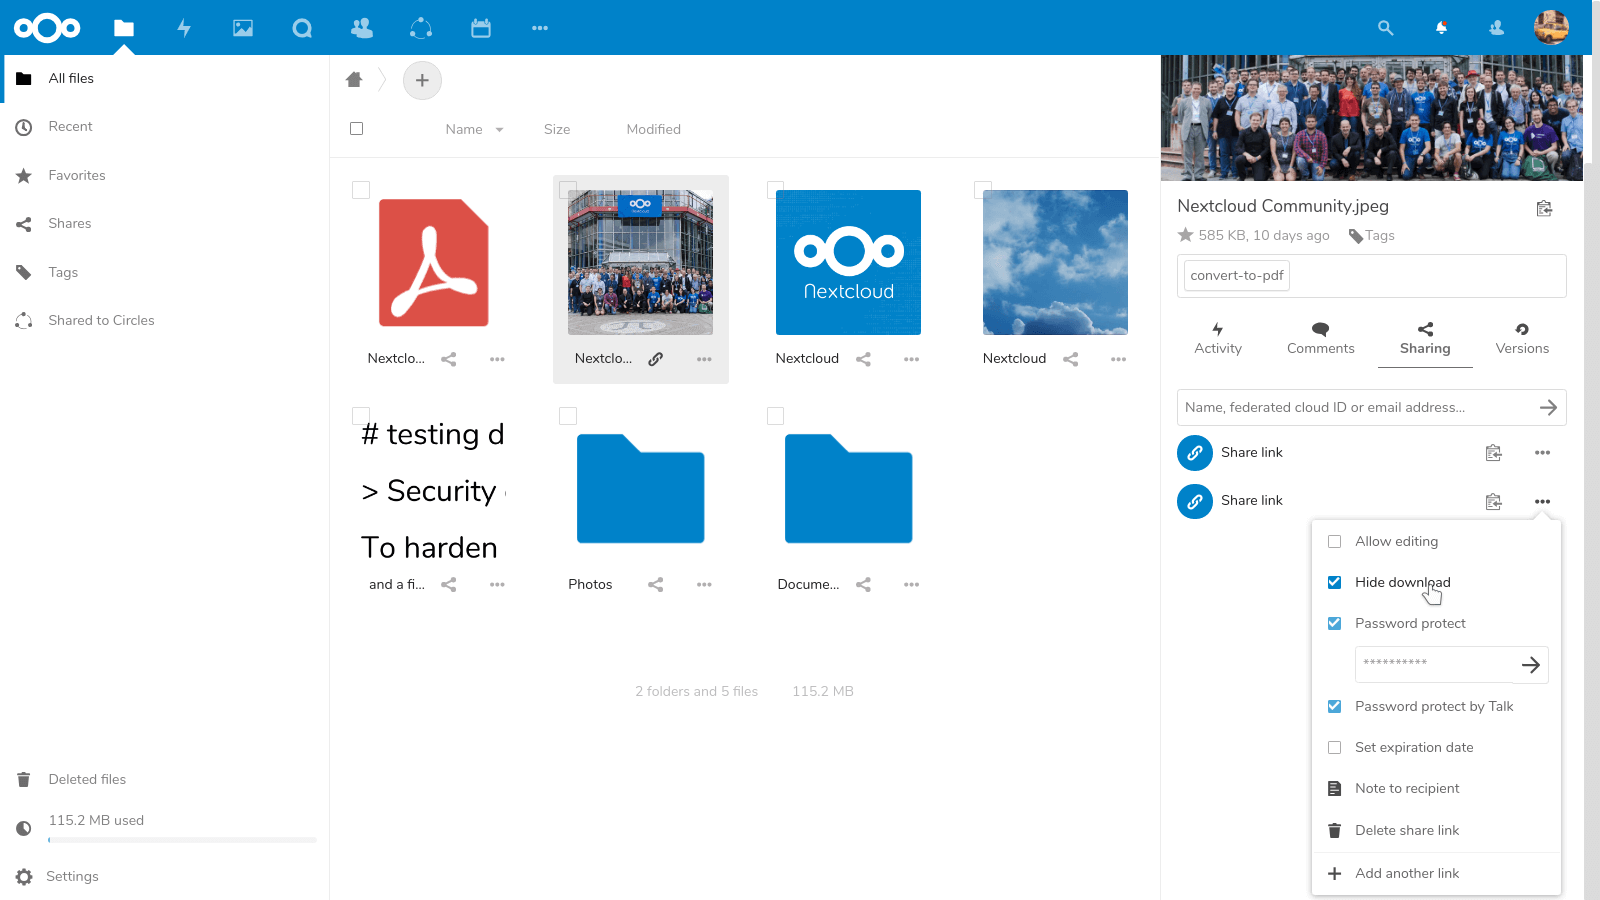 All files
Recent
Favorites
Shares
Tags
Shared to Circles
Deleted files
115.2 MB used
Settings
Name
Size
Modified
Nextcloud
Nextclo...
Nextclo...
Nextcloud
Nextcloud
# testing d
> Security
To harden
and a fi...
Photos
Docume...
2 folders and 5 files
115.2 MB
Nextcloud Community.jpeg
585 KB, 10 days ago
Tags
convert-to-pdf
Activity
Comments
Sharing
Versions
Name, federated cloud ID or email address...
Share link
Share link
Allow editing
Hide download
Password protect
**********
Password protect by Talk
Set expiration date
Note to recipient
Delete share link
Add another link